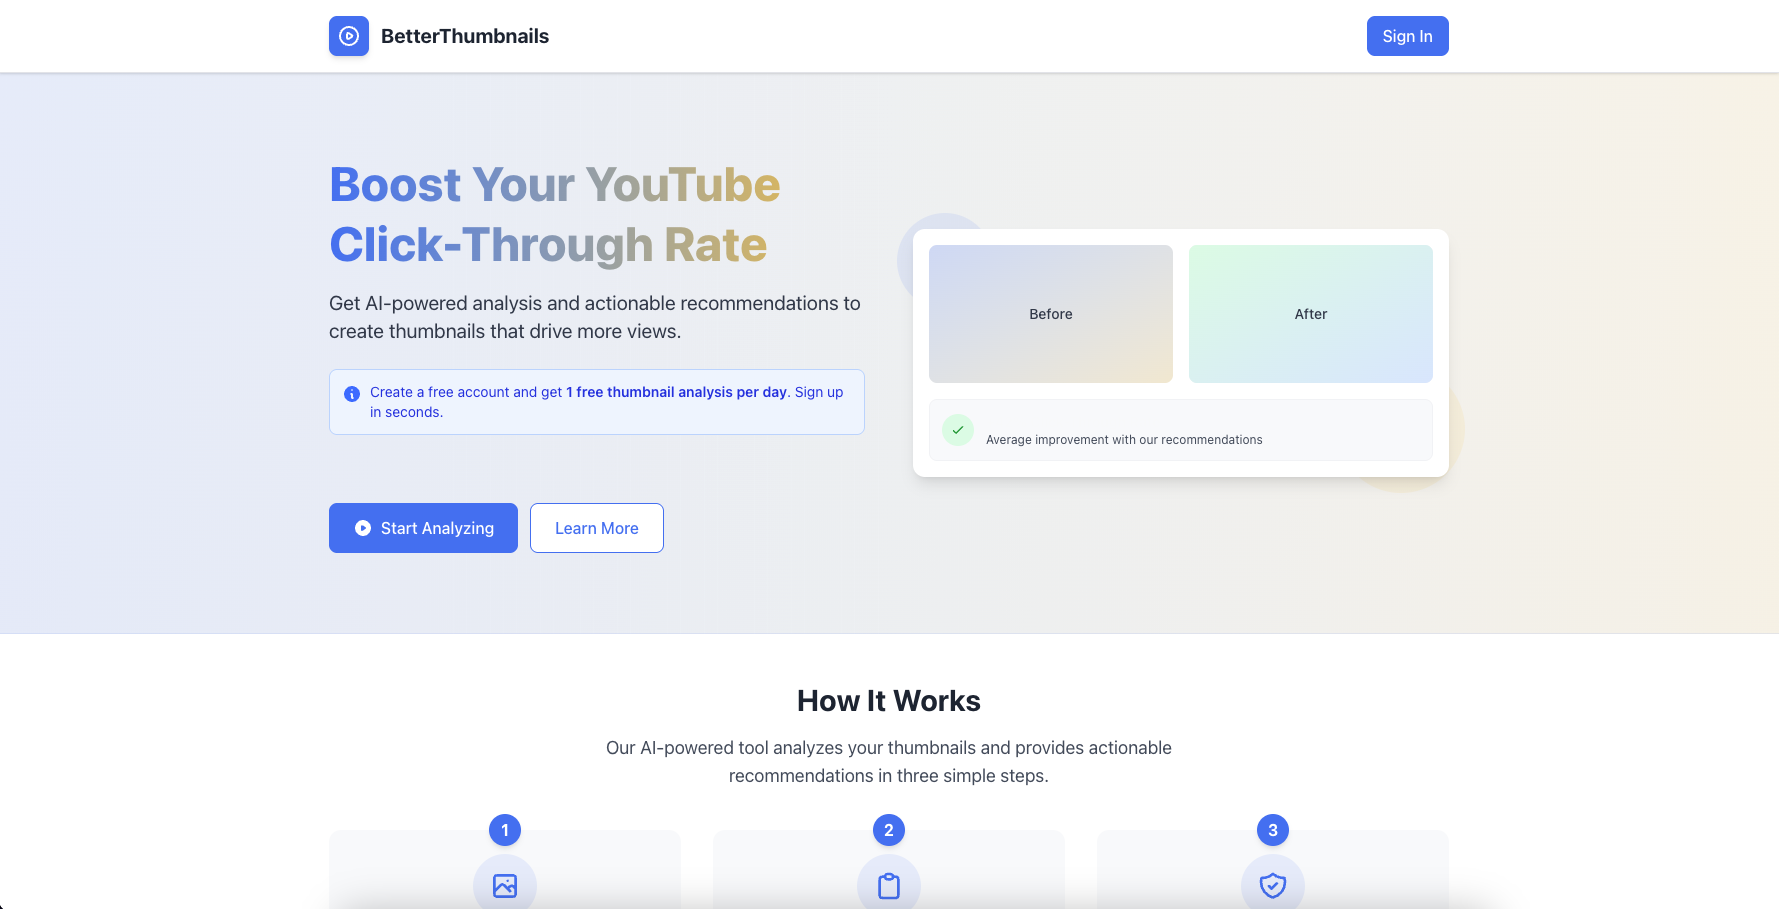 BetterThumbnails
Sign In
Boost Your YouTube
Click-Through Rate
Get AI-powered analysis and actionable recommendations to
create thumbnails that drive more views.
Create a free account and get 1 free thumbnail analysis per day. Sign up
in seconds.
Start Analyzing
Learn More
Before
After
Average improvement with our recommendations
How It Works
Our AI-powered tool analyzes your thumbnails and provides actionable
recommendations in three simple steps.
1
2
3